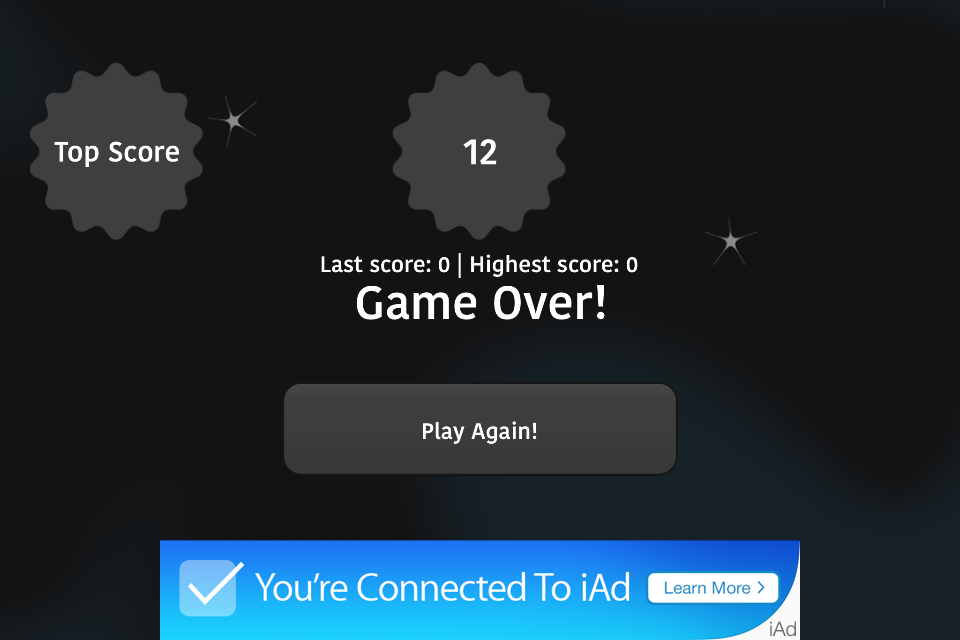 Top Score
12
Last score: 0 | Highest score: 0
Game Over!
Play Again!
You're Connected To iAd
Learn More >
iAd